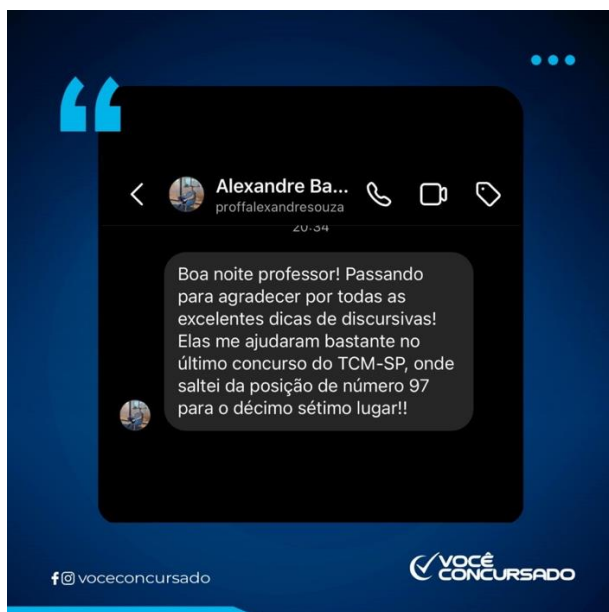 Alexandre Ba...
proffalexandresouza
20:34
Boa noite professor! Passando
para agradecer por todas as
excelentes dicas de discursivas!
Elas me ajudaram bastante no
último concurso do TCM-SP, onde
saltei da posição de número 97
para o décimo sétimo lugar!!
voceconcursado
VOCÊ
CONCURSADO